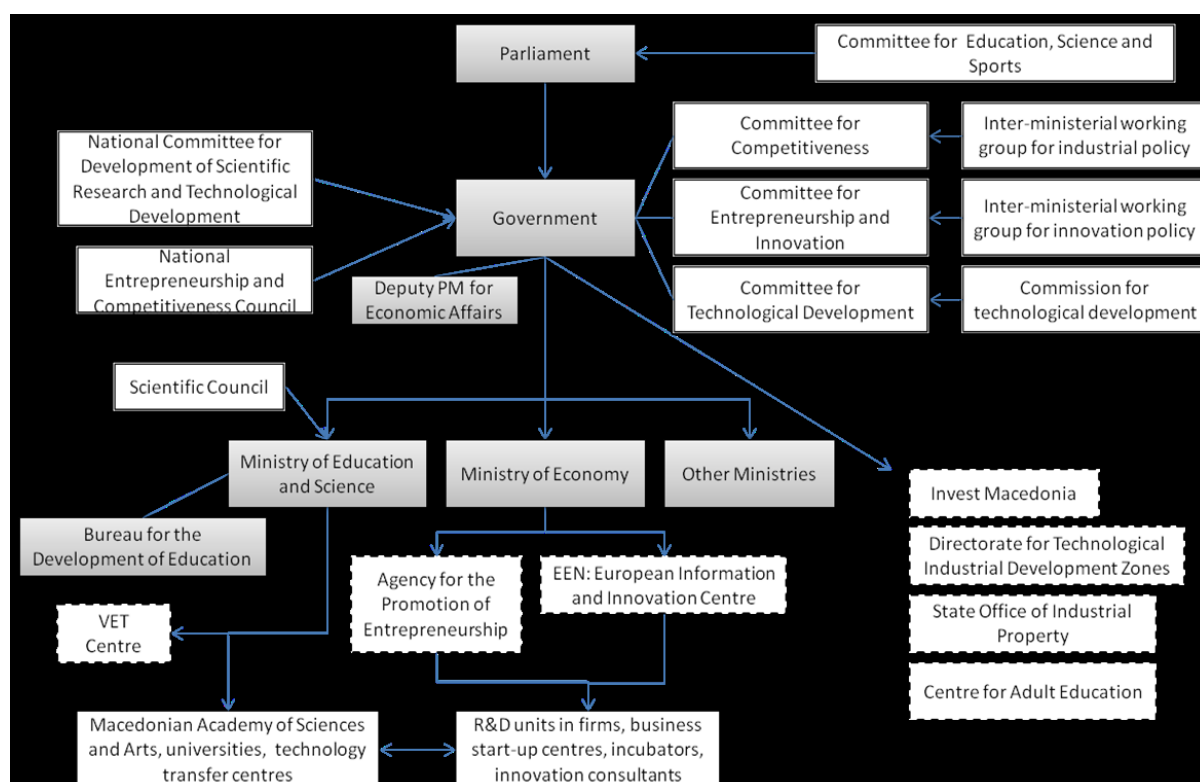 Parliament
Committee for Education, Science and
Sports
National Committee for
Development of Scientific
Research and Technological
Development
Committee for
Competitiveness
Inter-ministerial working
group for industrial policy
Government
Committee for
Entrepreneurship and
Innovation
Inter-ministerial working
group for innovation policy
National
Entrepreneurship and
Competitiveness Council
Deputy PM for
Economic Affairs
Committee for
Technological Development
Commission for
technological development
Scientific Council
Ministry of Education
and Science
Ministry of Economy
Other Ministries
Invest Macedonia
Bureau for the
Development of Education
Directorate for Technological
Industrial Development Zones
Agency for the
Promotion of
Entrepreneurship
EEN: European Information
and Innovation Centre
State Office of Industrial
Property
VET
Centre
Centre for Adult Education
Macedonian Academy of Sciences
and Arts, universities, technology
transfer centres
R&D units in firms, business
start-up centres, incubators,
innovation consultants